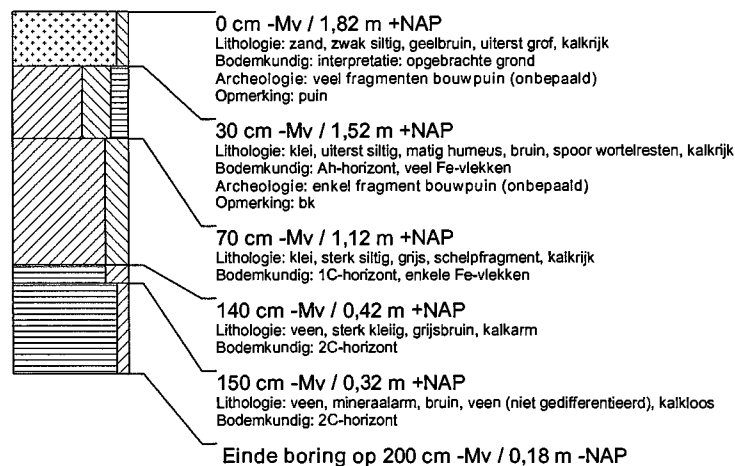 0 cm -Mv / 1,82 m +NAP
Lithologie: zand, zwak siltig, geelbruin, uiterst grof, kalkrijk
Bodemkundig: interpretatie: opgebrachte grond
Archeologie: veel fragmenten bouwpuin (onbepaald)
Opmerking: puin
30 cm -Mv / 1,52 m +NAP
Lithologie: klei, uiterst siltig, matig humeus, bruin, spoor wortelresten, kalkrijk
Bodemkundig: Ah-horizont, veel Fe-vlekken
Archeologie: enkel fragment bouwpuin (onbepaald)
Opmerking: bk
70 cm -Mv / 1,12 m +NAP
Lithologie: klei, sterk siltig, grijs, schelpfragment, kalkrijk
Bodemkundig: 1C-horizont, enkele Fe-vlekken
140 cm -Mv / 0,42 m +NAP
Lithologie: veen, sterk kleiig, grijsbruin, kalkarm
Bodemkundig: 2C-horizont
150 cm -Mv / 0,32 m +NAP
Lithologie: veen, mineraalarm, bruin, veen (niet gedifferentieerd), kalkloos
Bodemkundig: 2C-horizont
Einde boring op 200 cm -Mv / 0,18 m -NAP